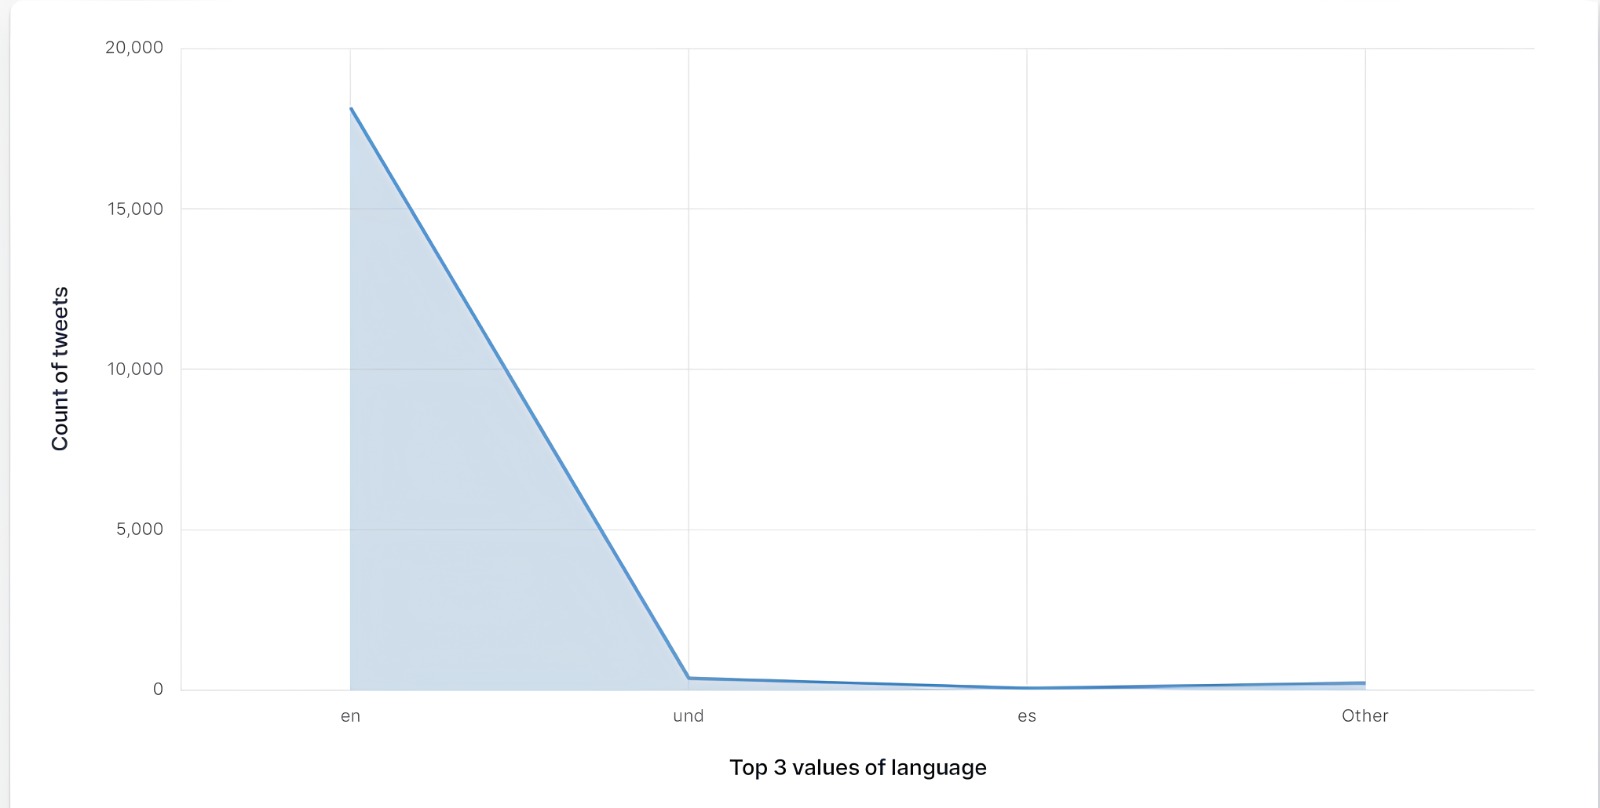 20,000
15,000
10,000
5,000
0
Count of tweets
en und es Other
Top 3 values of language